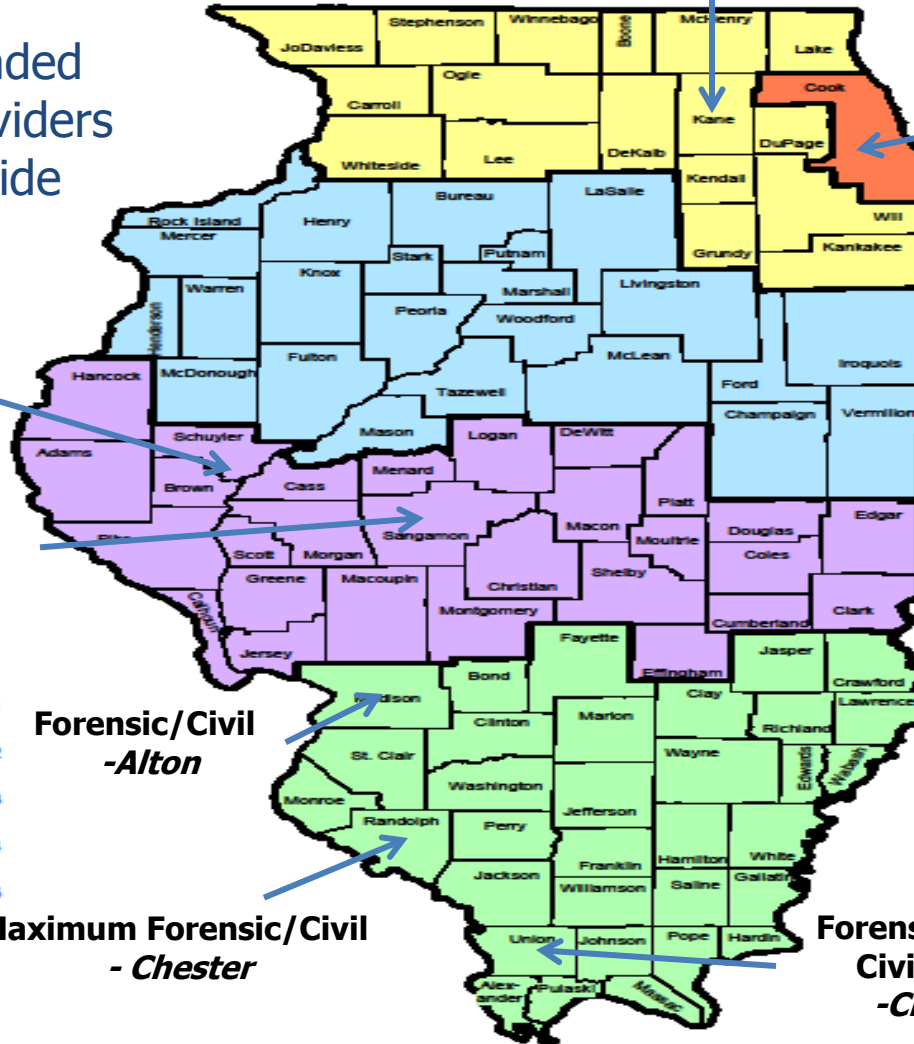 nded
viders
ide
Stephenson
Winnebago
Boone
McHenry
JoDaviess
Lake
Ogle
Cook
Carroll
Kane
DuPage
Whiteside
Lee
DeKalb
Kendall
Bureau
LaSalle
Rock Island
Henry
Will
Mercer
Stark
Putnam
Grundy
Kankakee
Knox
Warren
Marshall
Livingston
Henderson
Peoria
Woodford
Fulton
McLean
Iroquois
Hancock
McDonough
Tazewell
Ford
Champaign
Vermilion
Mason
Logan
DeWitt
Schuyler
Adams
Menard
Brown
Cass
Piatt
Edgar
Macon
Douglas
Sangamon
Moultrie
Pike
Scott
Morgan
Coles
Greene
Macoupin
Christian
Shelby
Calhoun
Montgomery
Cumberland
Clark
Fayette
Jersey
Jasper
Effingham
Bond
Crawford
Madison
Clay
Lawrence
Forensic/Civil
-Alton
Clinton
Marion
Richland
St. Clair
Wayne
Edwards
Wabash
Washington
Monroe
Jefferson
Randolph
Perry
Franklin
Hamilton
White
Jackson
Williamson
Saline
Gallatin
Maximum Forensic/Civil
- Chester
Union
Johnson
Pope
Hardin
Forens
Civi
-Ch
Alex-
ander
Pulaski
Massac